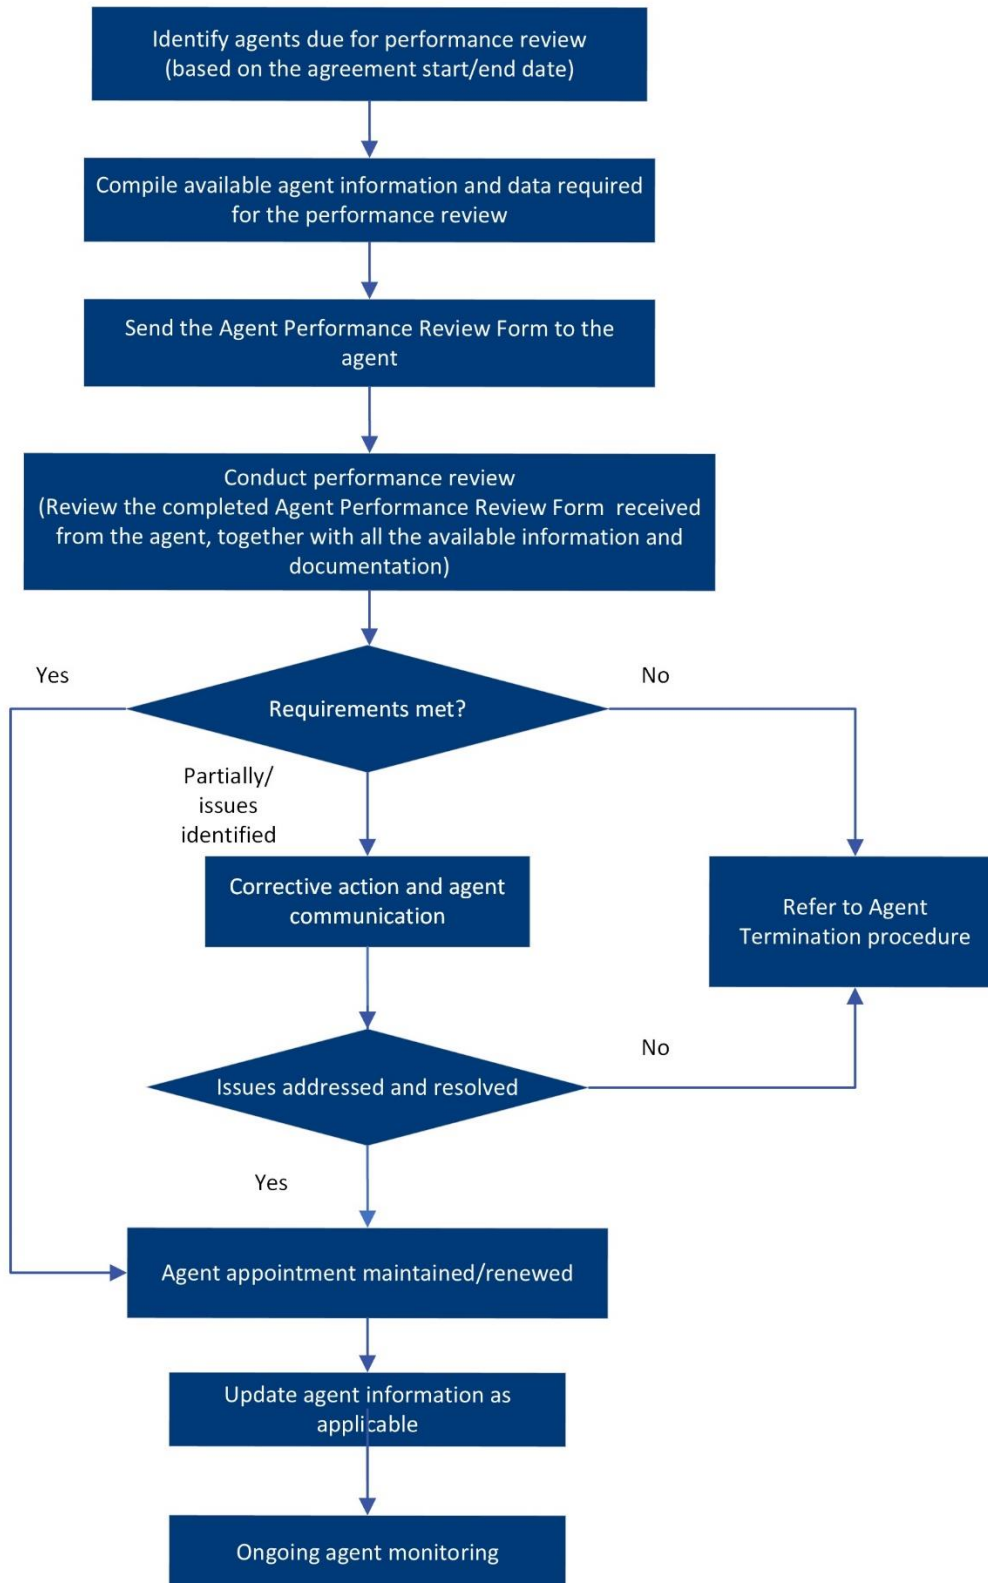 Identify agents due for performance review
(based on the agreement start/end date)
Compile available agent information and data required
for the performance review
Send the Agent Performance Review Form to the
agent
Conduct performance review
(Review the completed Agent Performance Review Form received
from the agent, together with all the available information and
documentation)
Yes
No
Requirements met?
Partially/
issues
identified
Corrective action and agent
communication
Refer to Agent
Termination procedure
No
Issues addressed and resolved
Yes
Agent appointment maintained/renewed
Update agent information as
applicable
Ongoing agent monitoring